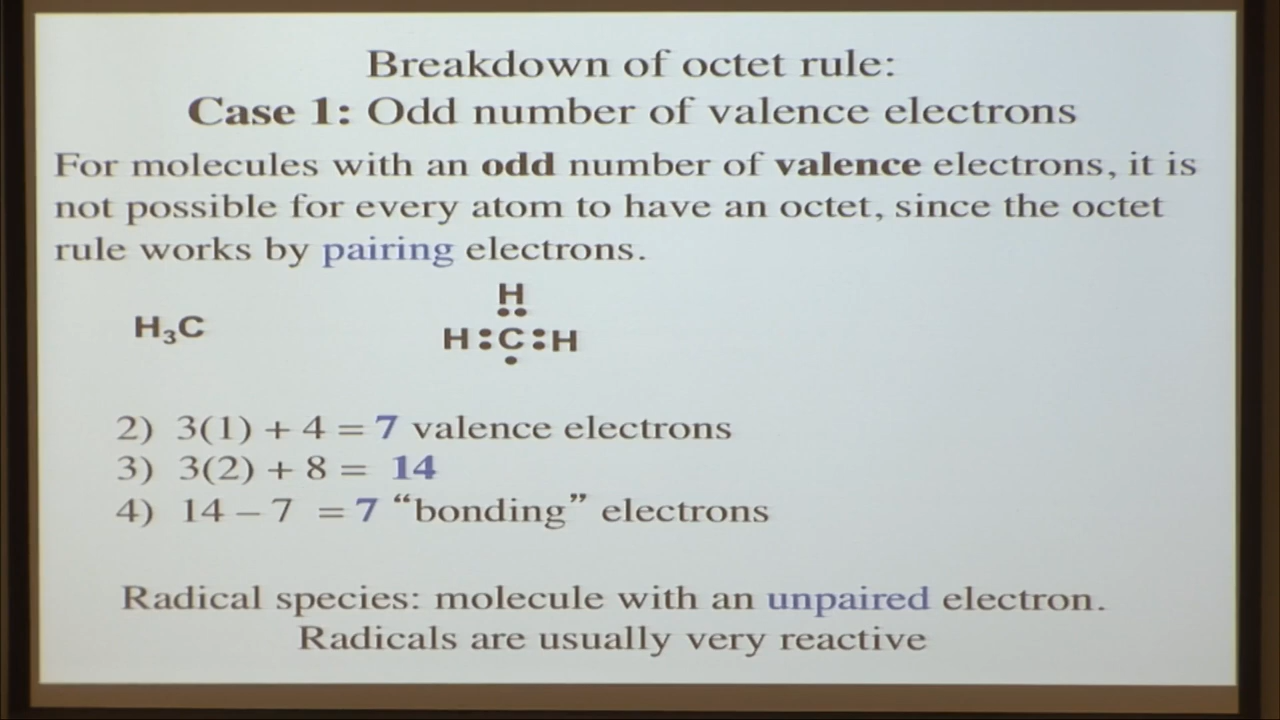 Breakdown of octet rule:
Case 1: Odd number of valence electrons
For molecules with an odd number of valence electrons, it is
not possible for every atom to have an octet, since the octet
rule works by pairing electrons.
H₃C
H
H:C:H
2) 3(1) + 4 = 7 valence electrons
3) 3(2) + 8 = 14
4) 14 – 7 = 7 “bonding” electrons
Radical species: molecule with an unpaired electron.
Radicals are usually very reactive